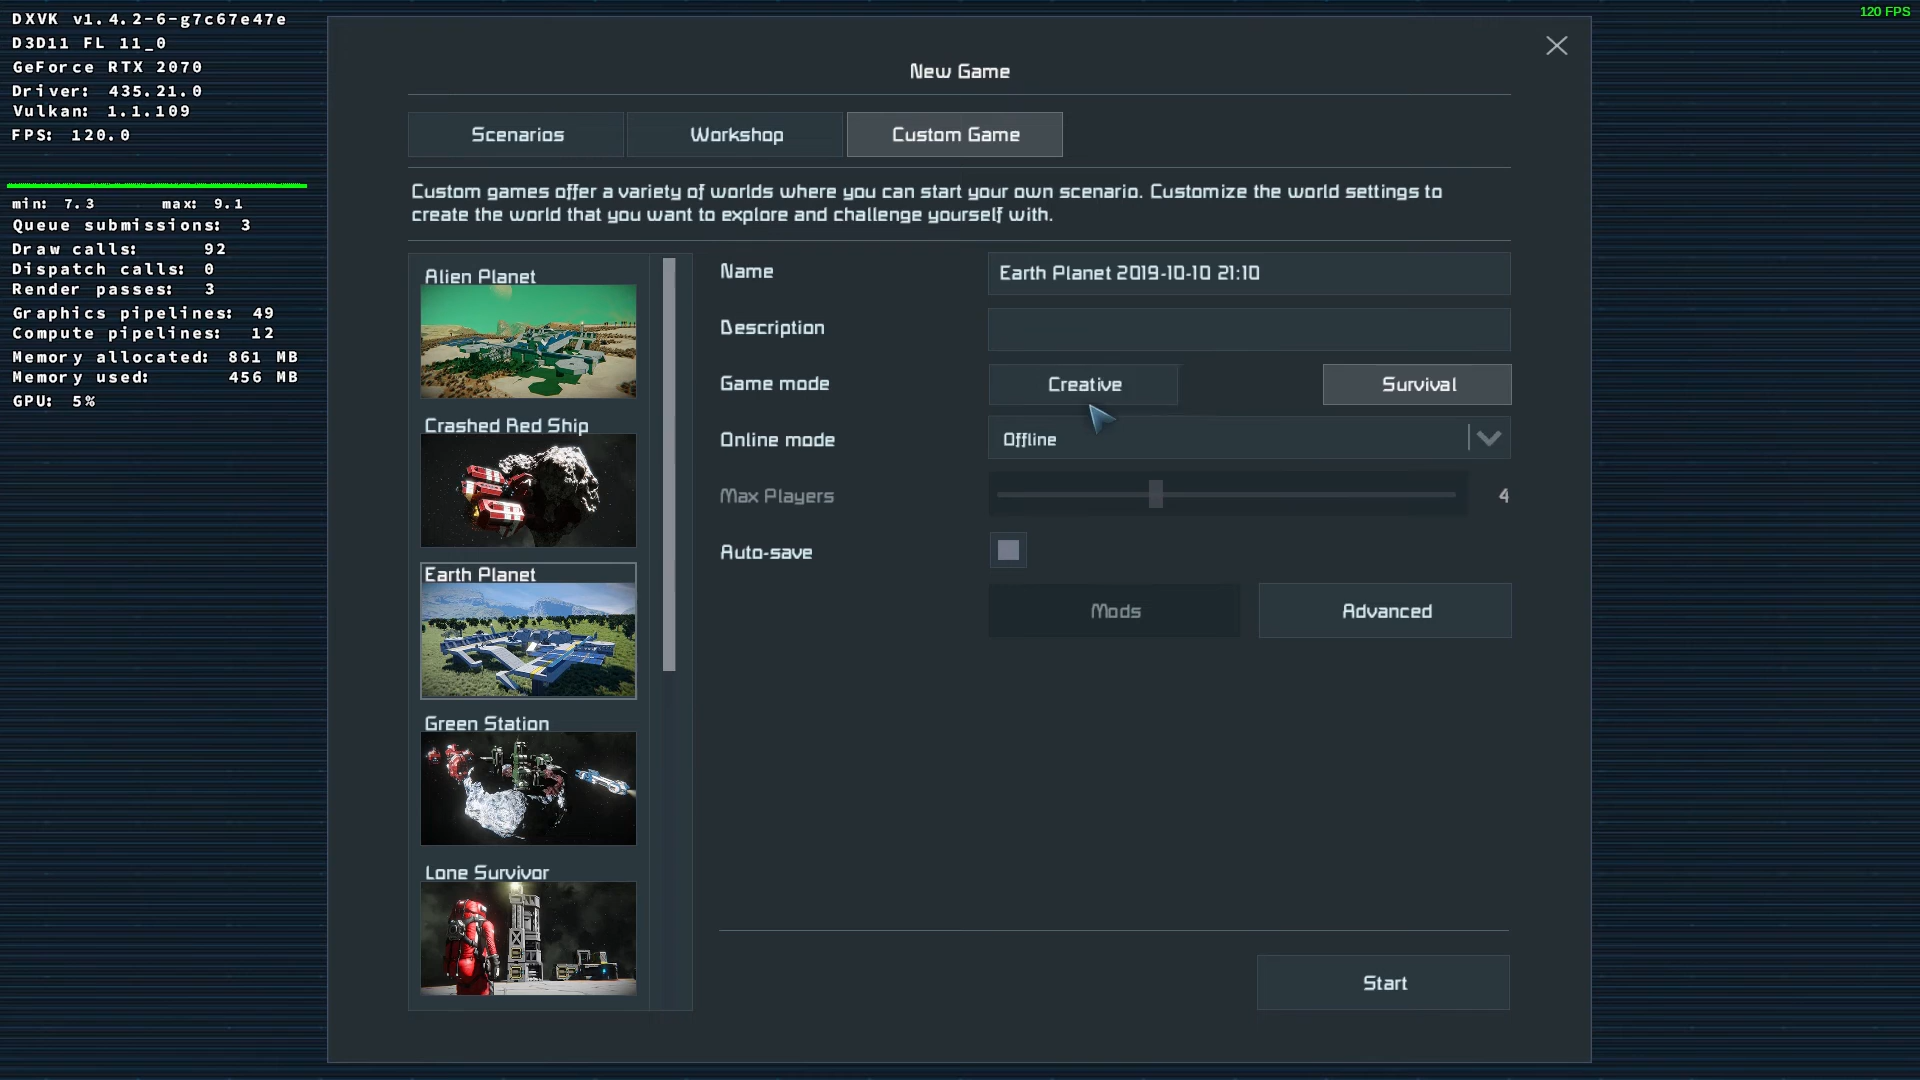 DXVK v1.4.2-6-g7c67e47e
D3D11 FL 11_0
GeForce RTX 2070
Driver: 435.21.0
Vulkan: 1.1.109
FPS: 120.0
min: 7.3 max: 9.1
Queue submissions: 3
Draw calls: 92
Dispatch calls: 0
Render passes: 3
Graphics pipelines: 49
Compute pipelines: 12
Memory allocated: 861 MB
Memory used: 456 MB
GPU: 5%
120 FPS
New Game
Scenarios Workshop Custom Game
Custom games offer a variety of worlds where you can start your own scenario. Customize the world settings to
create the world that you want to explore and challenge yourself with.
Alien Planet
Crashed Red Ship
Earth Planet
Green Station
Lone Survivor
Name Earth Planet 2019-10-10 21:10
Description
Game mode Creative Survival
Online mode Offline
Max Players 4
Auto-save
Mods Advanced
Start